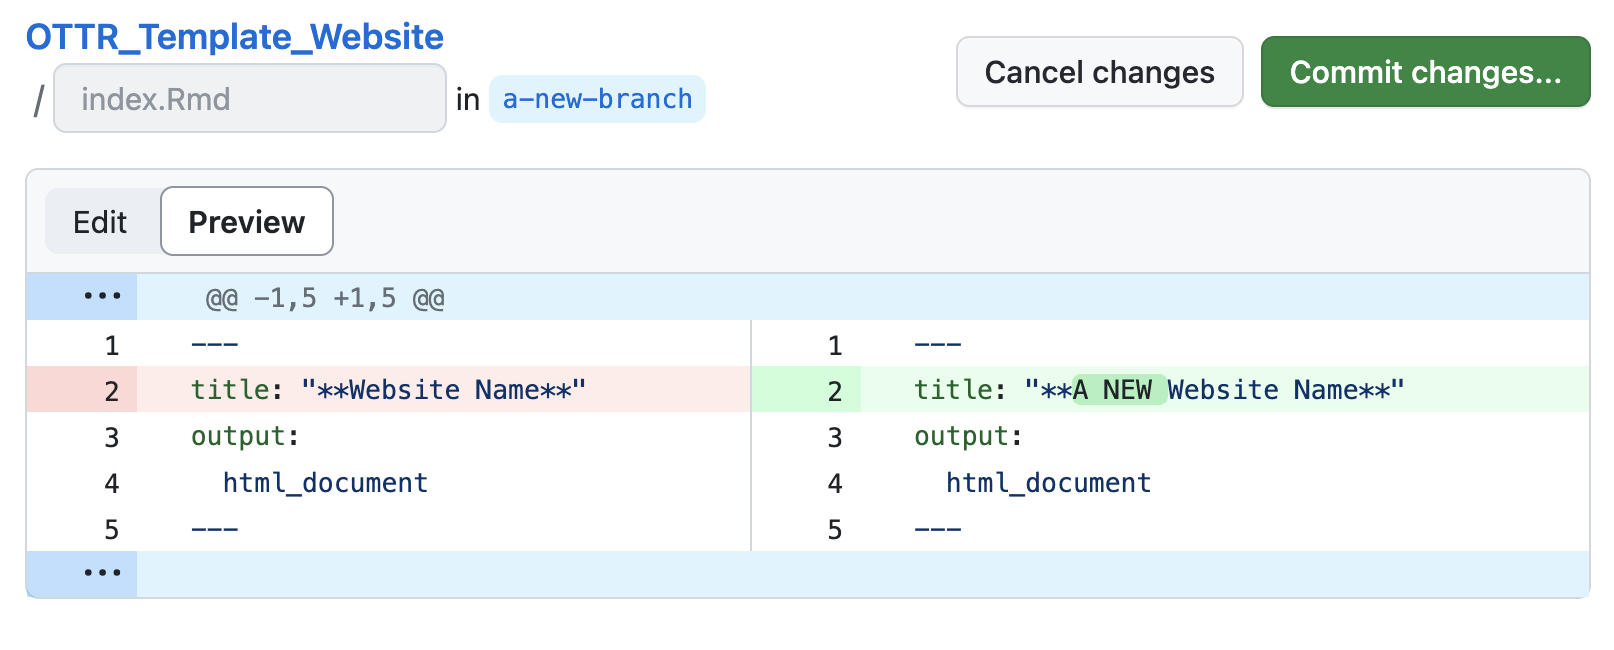 OTTR_Template_Website
/ index.Rmd in a-new-branch
Cancel changes Commit changes...
Edit Preview
... @@ -1,5 +1,5 @@
1 --- 1 ---
2 title: "**Website Name**" 2 title: "**A NEW Website Name**"
3 output: 3 output:
4 html_document 4 html_document
5 --- 5 ---
...